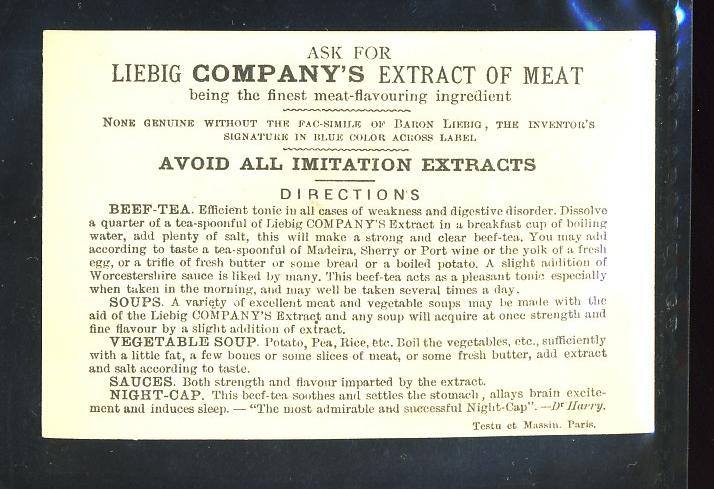 ASK FOR
LIEBIG COMPANY'S EXTRACT OF MEAT
being the finest meat-flavouring ingredient
NONE GENUINE WITHOUT THE FAC-SIMILE OF BARON LIEBIG, THE INVENTOR'S
SIGNATURE IN BLUE COLOR ACROSS LABEL
AVOID ALL IMITATION EXTRACTS
DIRECTIONS
BEEF-TEA. Efficient tonic in all cases of weakness and digestive disorder. Dissolve
a quarter of a tea-spoonful of Liebig COMPANY'S Extract in a breakfast cup of boiling
water, add plenty of salt, this will make a strong and clear beef-tea. You may add
according to taste a tea-spoonful of Madeira, Sherry or Port wine or the yolk of a fresh
egg, or a trifle of fresh butter or some bread or a boiled potato. A slight addition of
Worcestershire sauce is liked by many. This beef-tea acts as a pleasant tonic especially
when taken in the morning, and may well be taken several times a day.
SOUPS. A variety of excellent meat and vegetable soups may be made with the
aid of the Liebig COMPANY'S Extract and any soup will acquire at once strength and
fine flavour by a slight addition of extract.
VEGETABLE SOUP. Potato, Pea, Rice, etc. Boil the vegetables, etc., sufficiently
with a little fat, a few bones or some slices of meat, or some fresh butter, add extract
and salt according to taste.
SAUCES. Both strength and flavour imparted by the extract.
NIGHT-CAP. This beef-tea soothes and settles the stomach, allays brain excite-
ment and induces sleep. — "The most admirable and successful Night-Cap". —Dr Harry.
Testu et Massin. Paris.